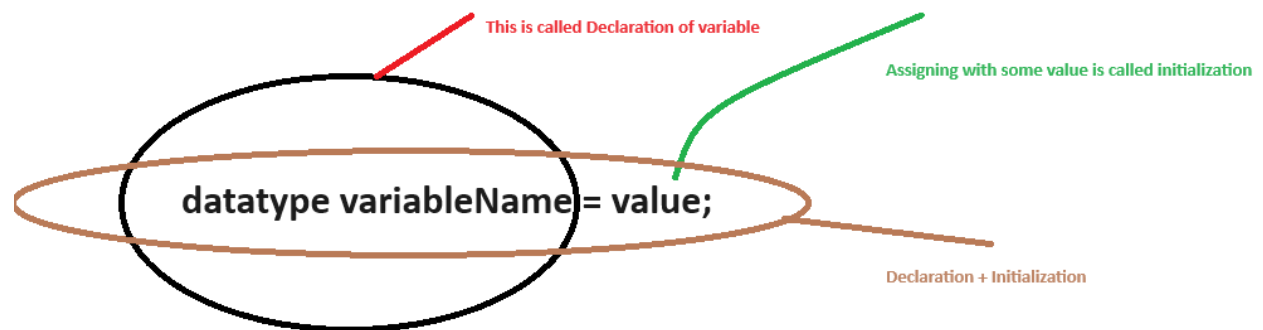 This is called Declaration of variable
Assigning with some value is called initialization
datatype variableName = value;
Declaration + Initialization